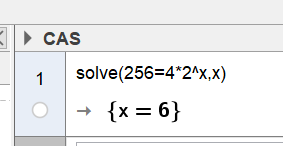 CAS
1
solve(256=4*2^x,x)
→ {x = 6}